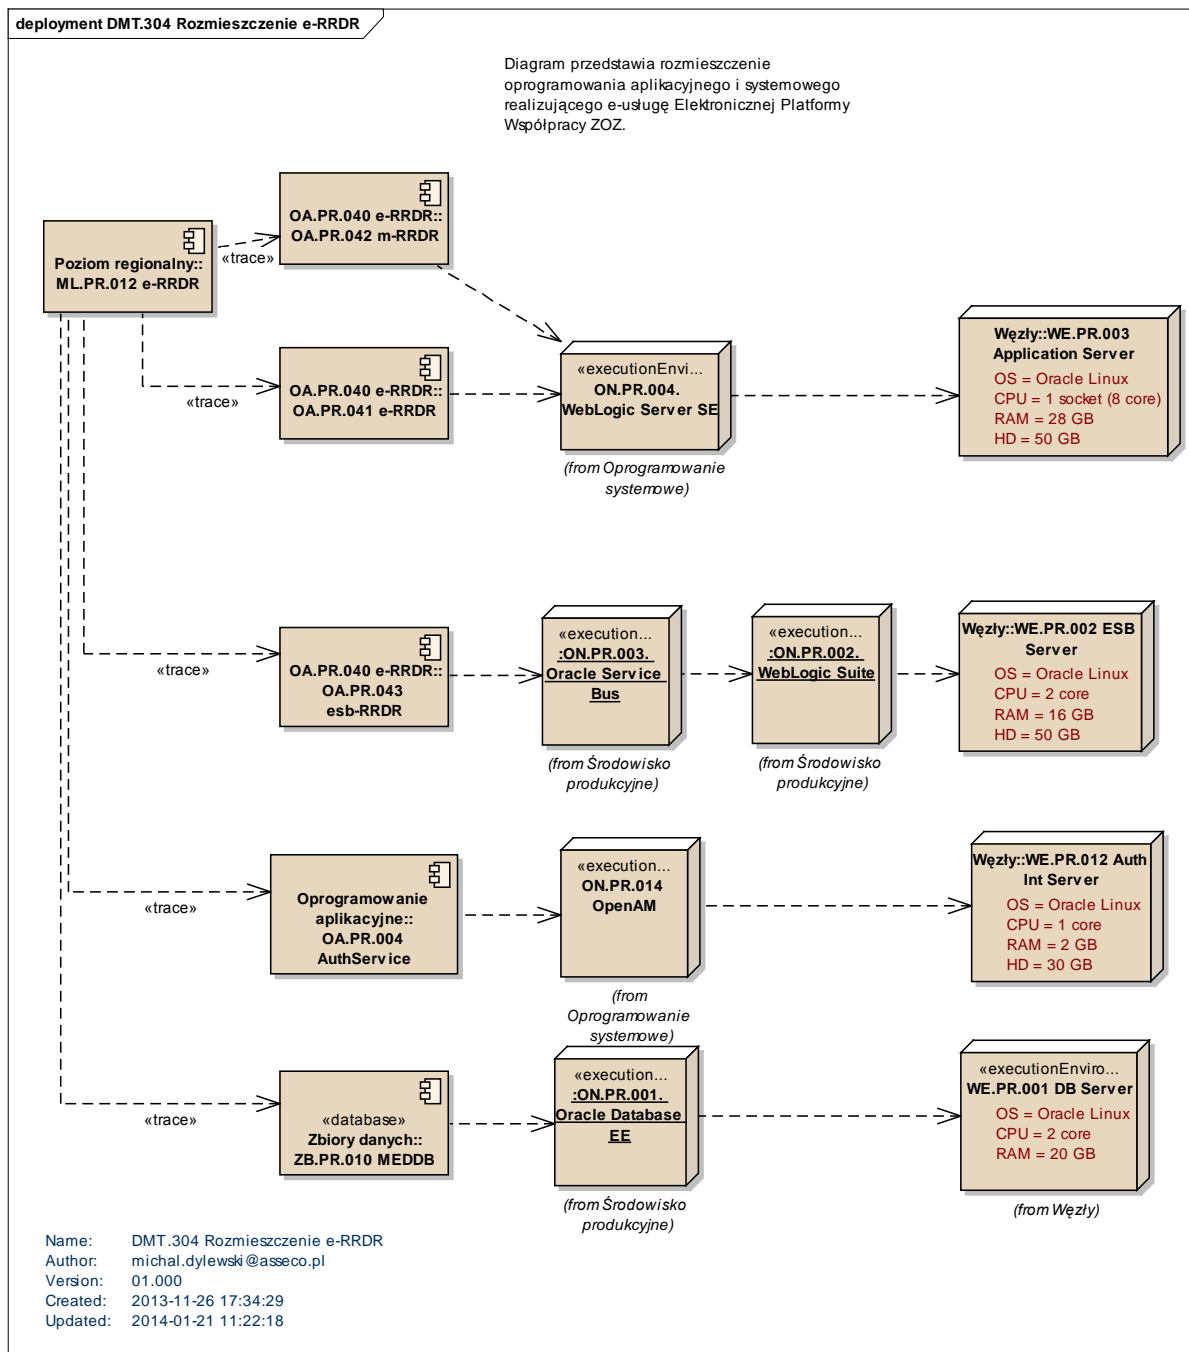 deployment DMT.304 Rozmieszczenie e-RRDR
Diagram przedstawia rozmieszczenie
oprogramowania aplikacyjnego i systemowego
realizującego e-usługę Elektronicznej Platformy
Współpracy ZOZ.
OA.PR.040 e-RRDR::
OA.PR.042 m-RRDR
Poziom regionalny::
ML.PR.012 e-RRDR
«trace»
OA.PR.040 e-RRDR::
OA.PR.041 e-RRDR
«trace»
«executionEnvi...
ON.PR.004.
WebLogic Server SE
(from Oprogramowanie
systemowe)
Węzły::WE.PR.003
Application Server
OS = Oracle Linux
CPU = 1 socket (8 core)
RAM = 28 GB
HD = 50 GB
«trace»
OA.PR.040 e-RRDR::
OA.PR.043
esb-RRDR
«execution...
:ON.PR.003.
Oracle Service
Bus
(from Środowisko
produkcyjne)
«execution...
:ON.PR.002.
WebLogic Suite
(from Środowisko
produkcyjne)
Węzły::WE.PR.002 ESB
Server
OS = Oracle Linux
CPU = 2 core
RAM = 16 GB
HD = 50 GB
«trace»
Oprogramowanie
aplikacyjne::
OA.PR.004
AuthService
«execution...
ON.PR.014
OpenAM
(from
Oprogramowanie
systemowe)
Węzły::WE.PR.012 Auth
Int Server
OS = Oracle Linux
CPU = 1 core
RAM = 2 GB
HD = 30 GB
«trace»
«database»
Zbiory danych::
ZB.PR.010 MEDDB
«execution...
:ON.PR.001.
Oracle Database
EE
(from Środowisko
produkcyjne)
«executionEnviro...
WE.PR.001 DB Server
OS = Oracle Linux
CPU = 2 core
RAM = 20 GB
(from Węzły)
Name: DMT.304 Rozmieszczenie e-RRDR
Author: michal.dylewski@asseco.pl
Version: 01.000
Created: 2013-11-26 17:34:29
Updated: 2014-01-21 11:22:18